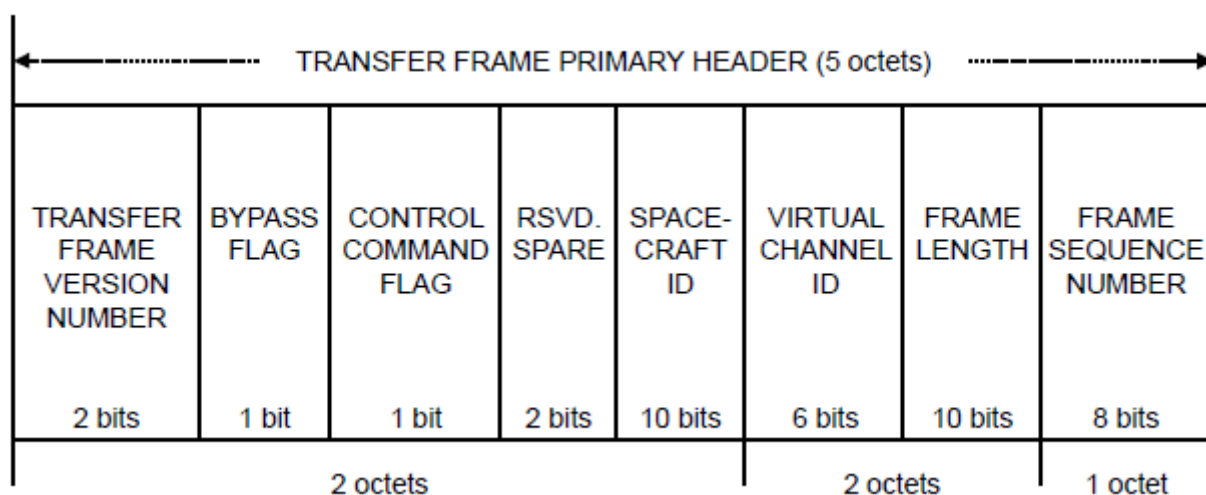 TRANSFER FRAME PRIMARY HEADER (5 octets)
TRANSFER
FRAME
VERSION
NUMBER
BYPASS
FLAG
CONTROL
COMMAND
FLAG
RSVD.
SPARE
SPACE-
CRAFT
ID
VIRTUAL
CHANNEL
ID
FRAME
LENGTH
FRAME
SEQUENCE
NUMBER
2 bits
1 bit
1 bit
2 bits
10 bits
6 bits
10 bits
8 bits
2 octets
2 octets
1 octet